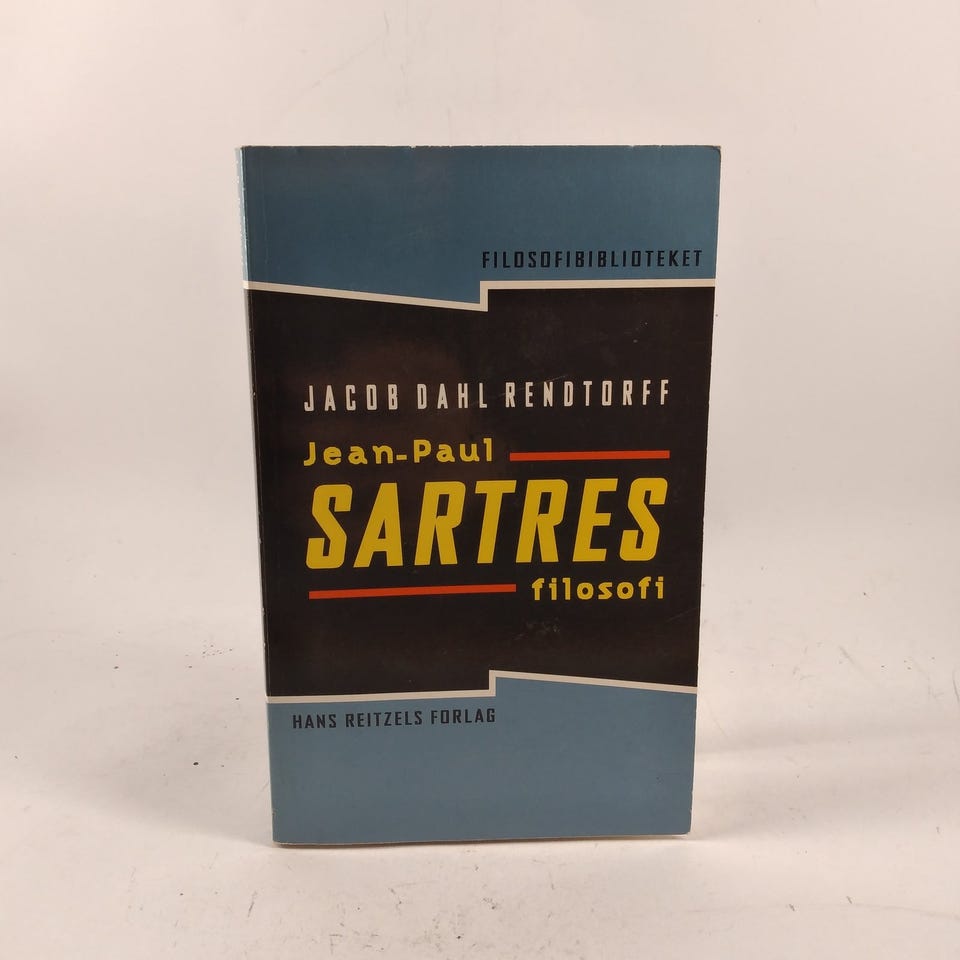 FILOSOFIBIBLIOTEKET
JACOB DAHL RENDTORFF
Jean-Paul
SARTRES
filosofi
HANS REITZELS FORLAG